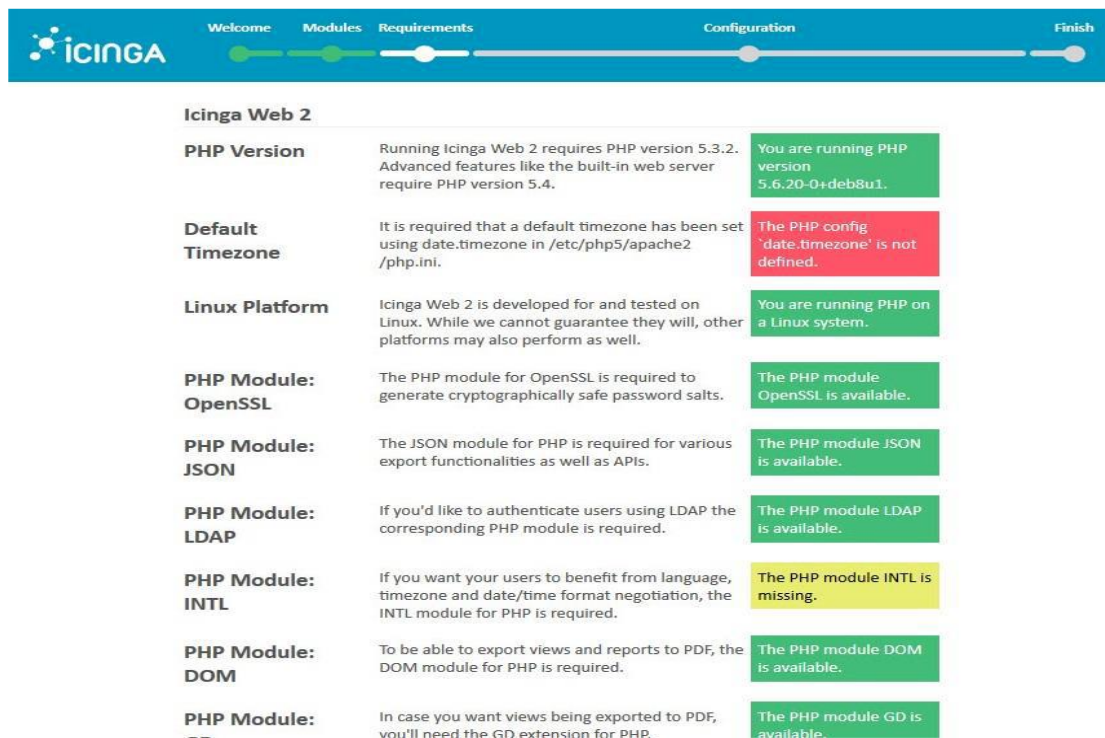 Welcome Modules Requirements Configuration Finish
ICINGA
Icinga Web 2
PHP Version
Running Icinga Web 2 requires PHP version 5.3.2.
Advanced features like the built-in web server
require PHP version 5.4.
You are running PHP
version
5.6.20-0+deb8u1.
Default
Timezone
It is required that a default timezone has been set
using date.timezone in /etc/php5/apache2
/php.ini.
The PHP config
`date.timezone' is not
defined.
Linux Platform
Icinga Web 2 is developed for and tested on
Linux. While we cannot guarantee they will, other
platforms may also perform as well.
You are running PHP on
a Linux system.
PHP Module:
OpenSSL
The PHP module for OpenSSL is required to
generate cryptographically safe password salts.
The PHP module
OpenSSL is available.
PHP Module:
JSON
The JSON module for PHP is required for various
export functionalities as well as APIs.
The PHP module JSON
is available.
PHP Module:
LDAP
If you'd like to authenticate users using LDAP the
corresponding PHP module is required.
The PHP module LDAP
is available.
PHP Module:
INTL
If you want your users to benefit from language,
timezone and date/time format negotiation, the
INTL module for PHP is required.
The PHP module INTL is
missing.
PHP Module:
DOM
To be able to export views and reports to PDF, the
DOM module for PHP is required.
The PHP module DOM
is available.
PHP Module:
In case you want views being exported to PDF,
you'll need the GD extension for PHP.
The PHP module GD is
available.